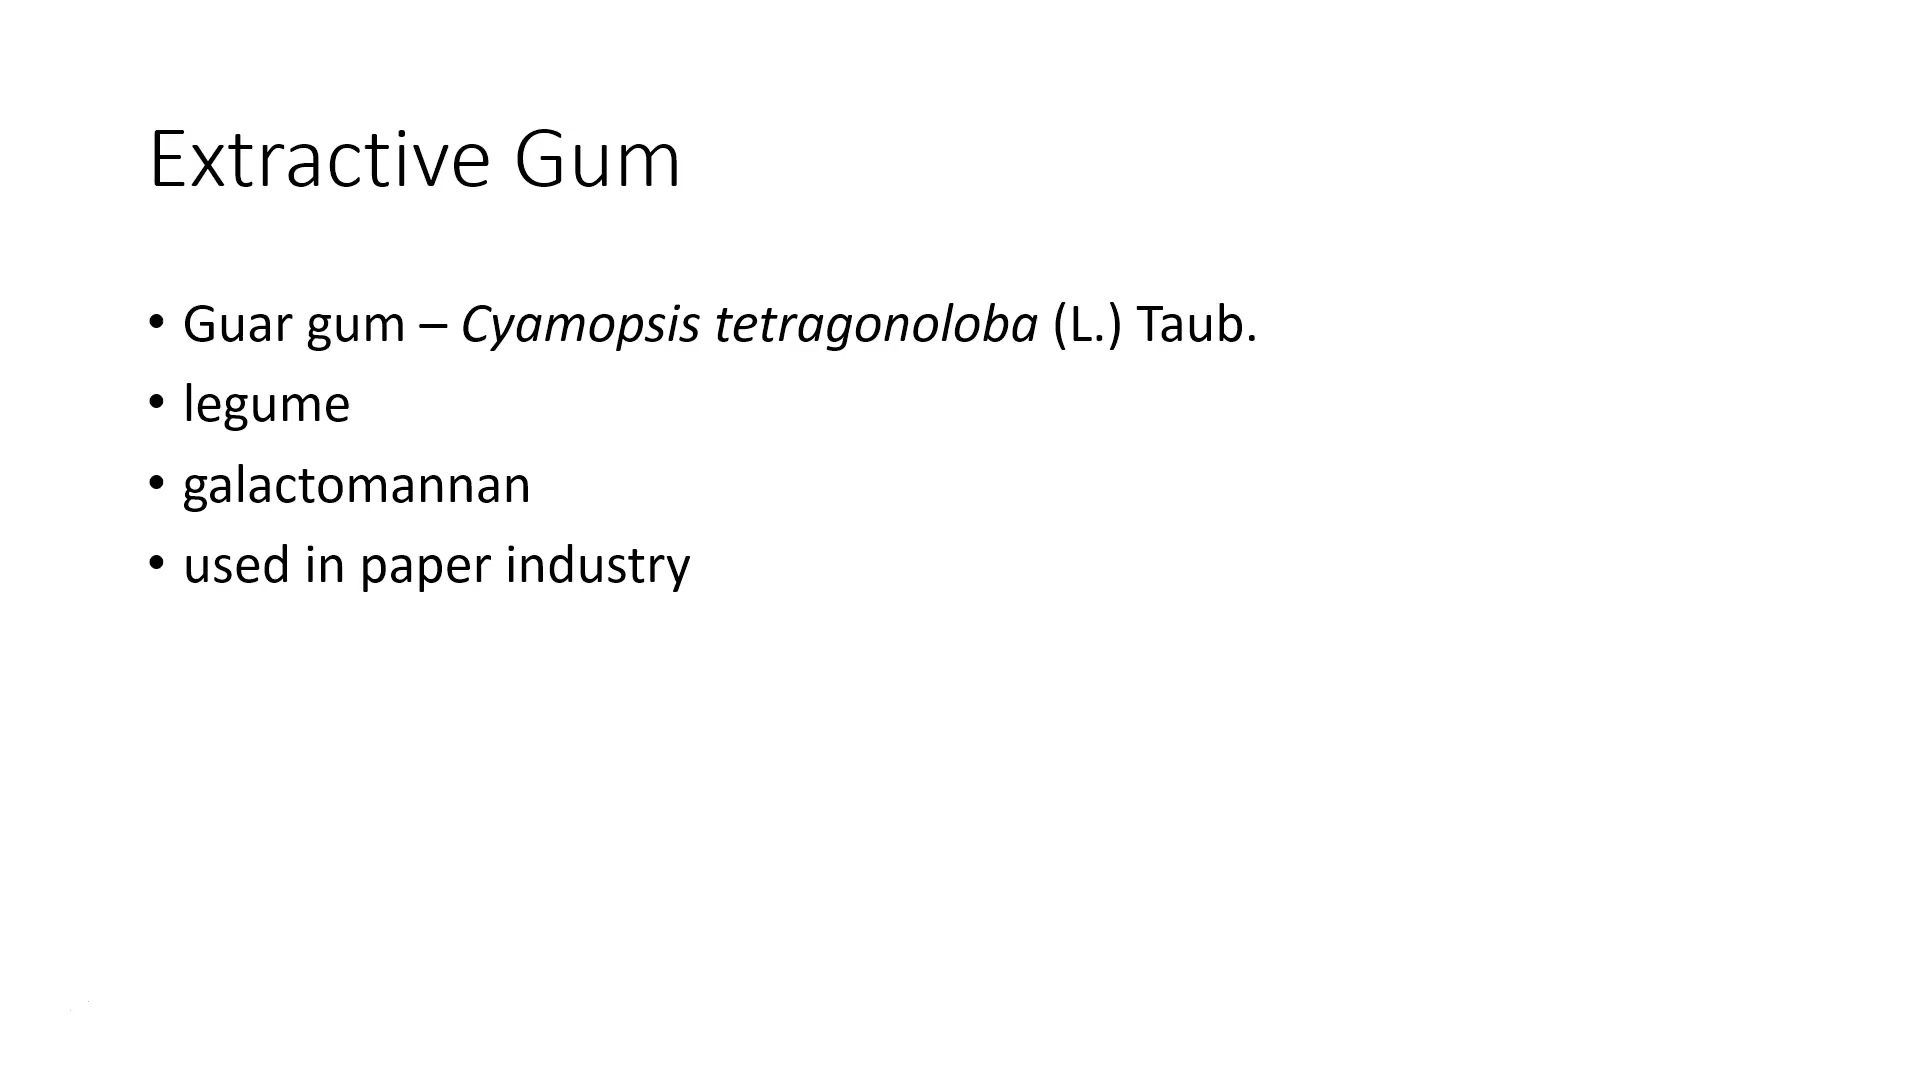 Extractive Gum
• Guar gum – Cyamopsis tetragonoloba (L.) Taub.
• legume
• galactomannan
• used in paper industry